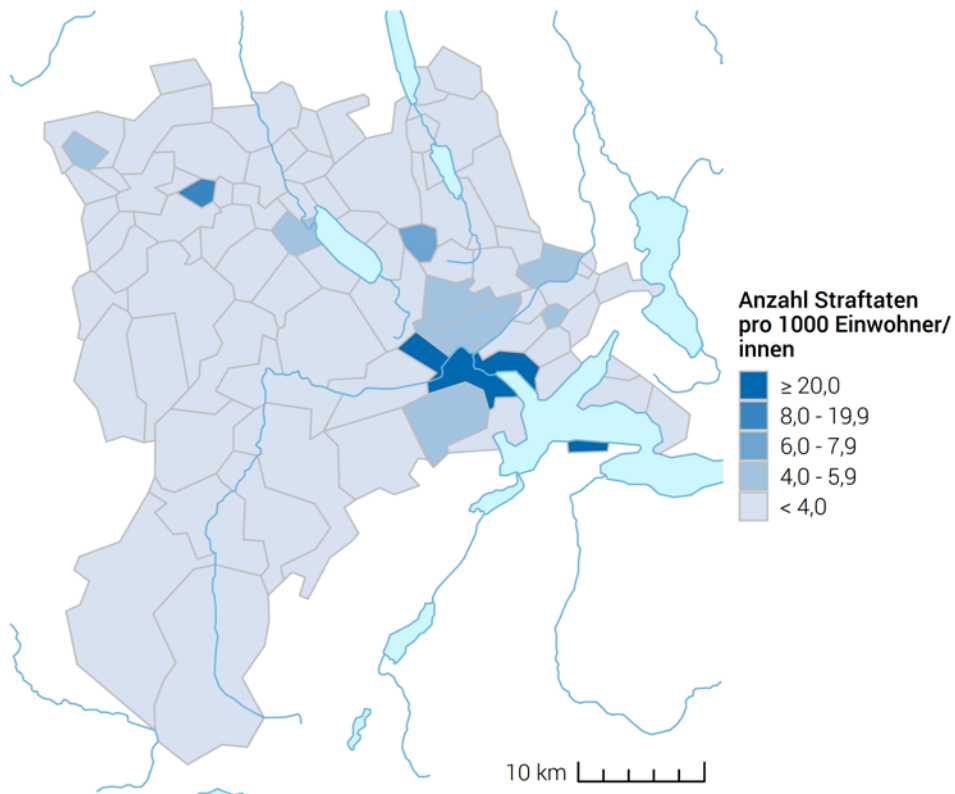 Anzahl Straftaten
pro 1000 Einwohner/
innen
≥ 20,0
8,0 - 19,9
6,0 - 7,9
4,0 - 5,9
< 4,0
10 km